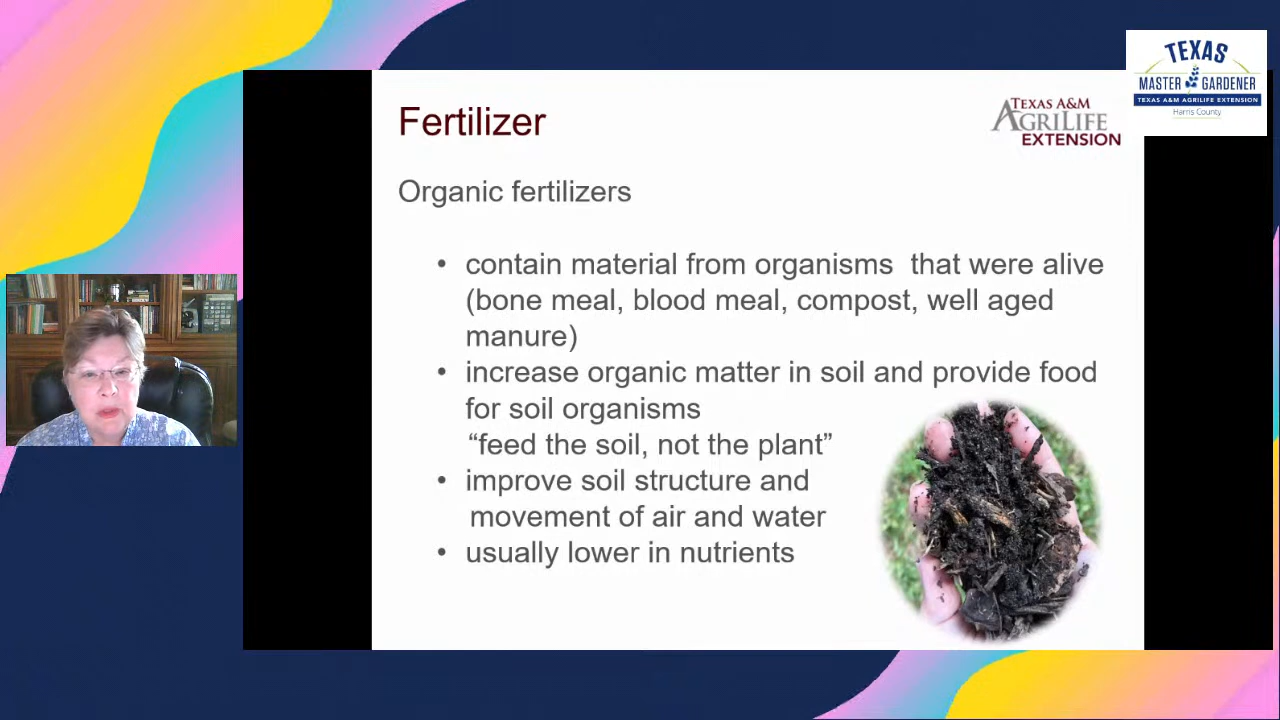 TEXAS
MASTER GARDENER
TEXAS A&M AGRILIFE EXTENSION
Harris County
Fertilizer
TEXAS A&M
AGRILIFE
EXTENSION
Organic fertilizers
• contain material from organisms that were alive
(bone meal, blood meal, compost, well aged
manure)
• increase organic matter in soil and provide food
for soil organisms
“feed the soil, not the plant”
• improve soil structure and
movement of air and water
• usually lower in nutrients